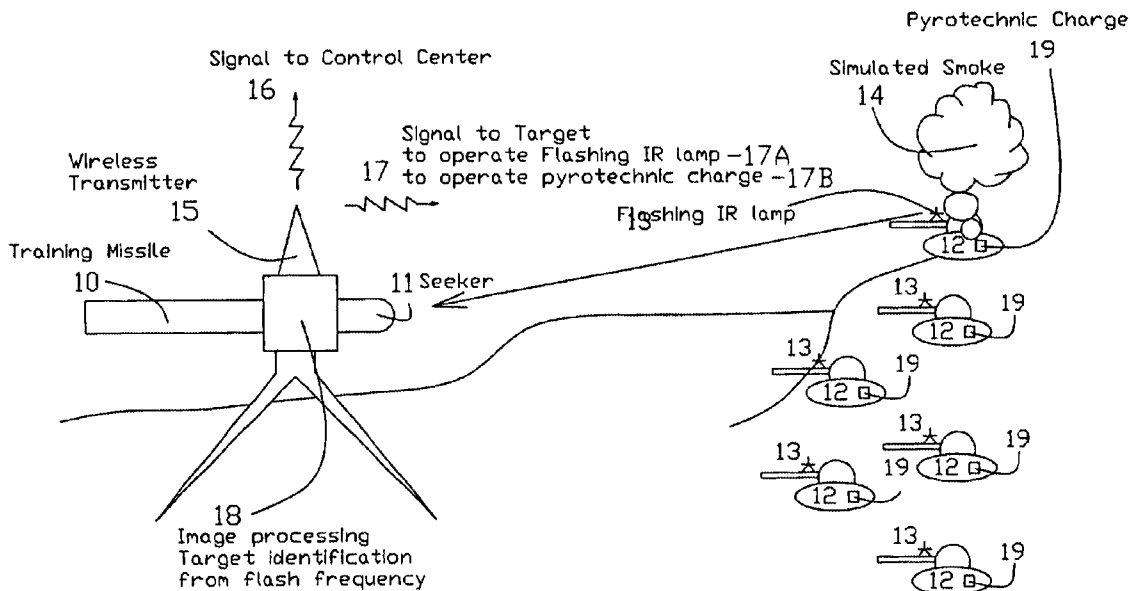 Pyrotechnic Charge
19
Signal to Control Center
16
Simulated Smoke
14
Signal to Target
17 to operate Flashing IR lamp -17A
to operate pyrotechnic charge -17B
Wireless
Transmitter
15
Flashing IR lamp
13
12
Training Missile
10
11 Seeker
13
19
12
13
19
12
13
19
12
13
19
12
18
Image processing
Target identification
from flash frequency
13
19
12